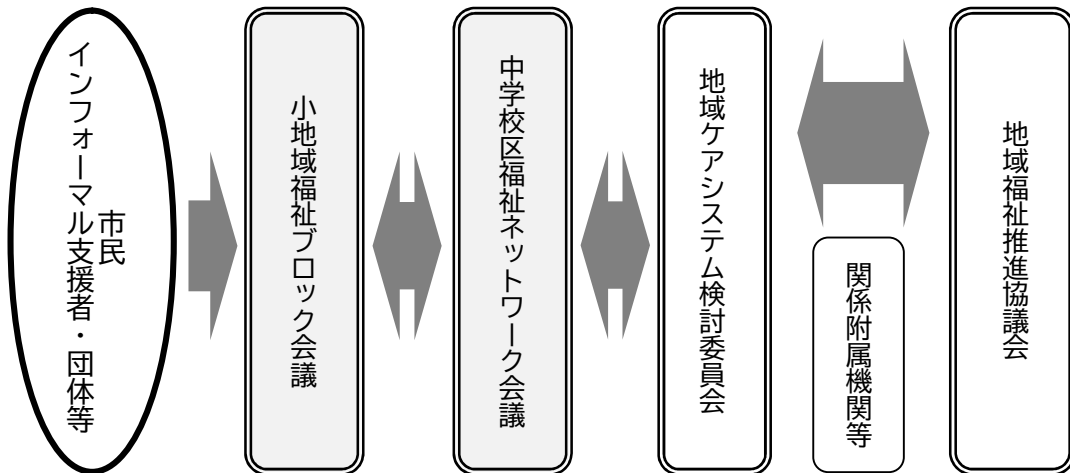 市民
インフォーマル支援者・団体等
小地域福祉ブロック会議
中学校区福祉ネットワーク会議
地域ケアシステム検討委員会
関係附属機関等
地域福祉推進協議会